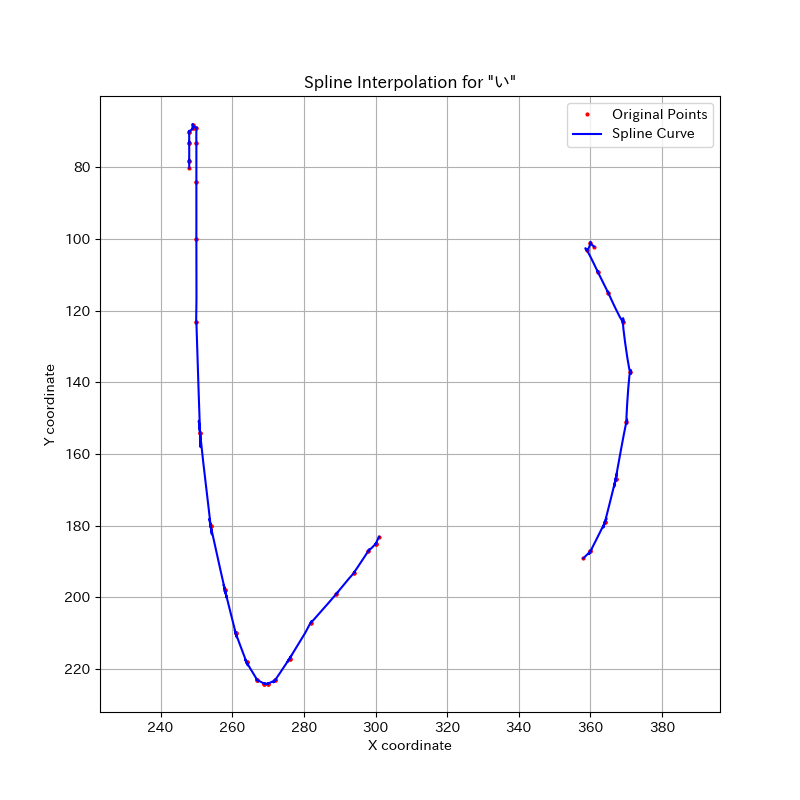 Spline Interpolation for "い"
Original Points
Spline Curve
Y coordinate
80
100
120
140
160
180
200
220
240 260 280 300 320 340 360 380
X coordinate